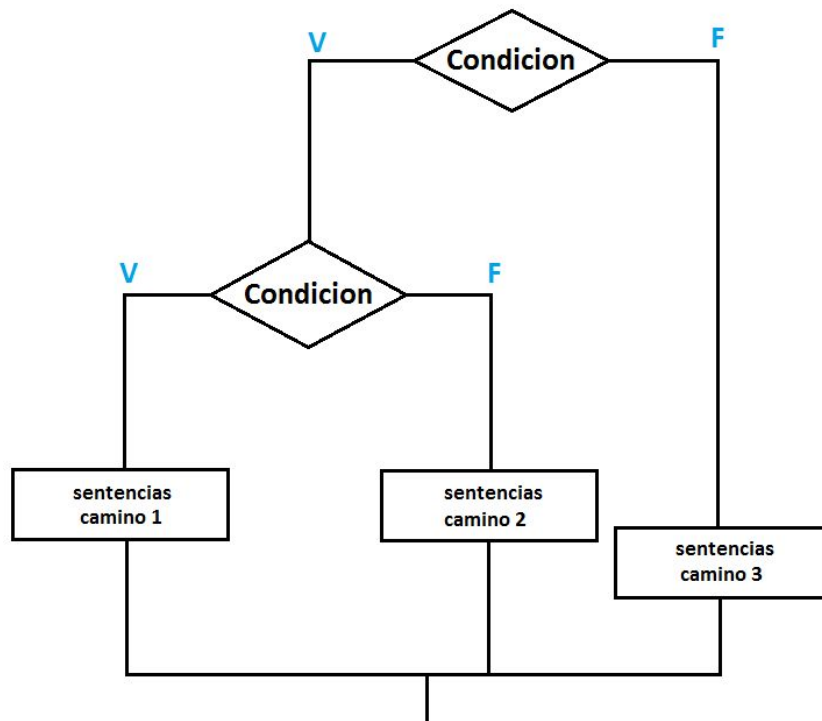 V
Condicion
F
V
Condicion
F
sentencias
camino 1
sentencias
camino 2
sentencias
camino 3